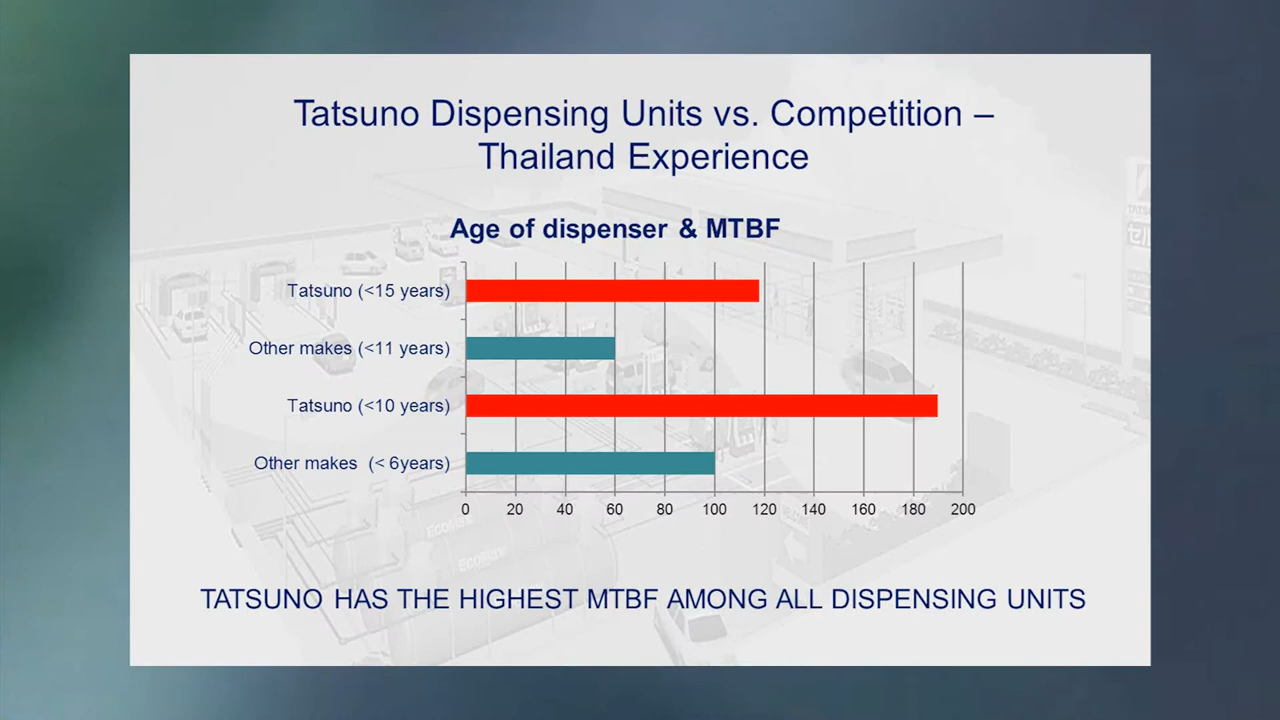 Tatsuno Dispensing Units vs. Competition –
Thailand Experience
Age of dispenser & MTBF
Tatsuno (<15 years)
Other makes (<11 years)
Tatsuno (<10 years)
Other makes (< 6years)
0 20 40 60 80 100 120 140 160 180 200
TATSUNO HAS THE HIGHEST MTBF AMONG ALL DISPENSING UNITS